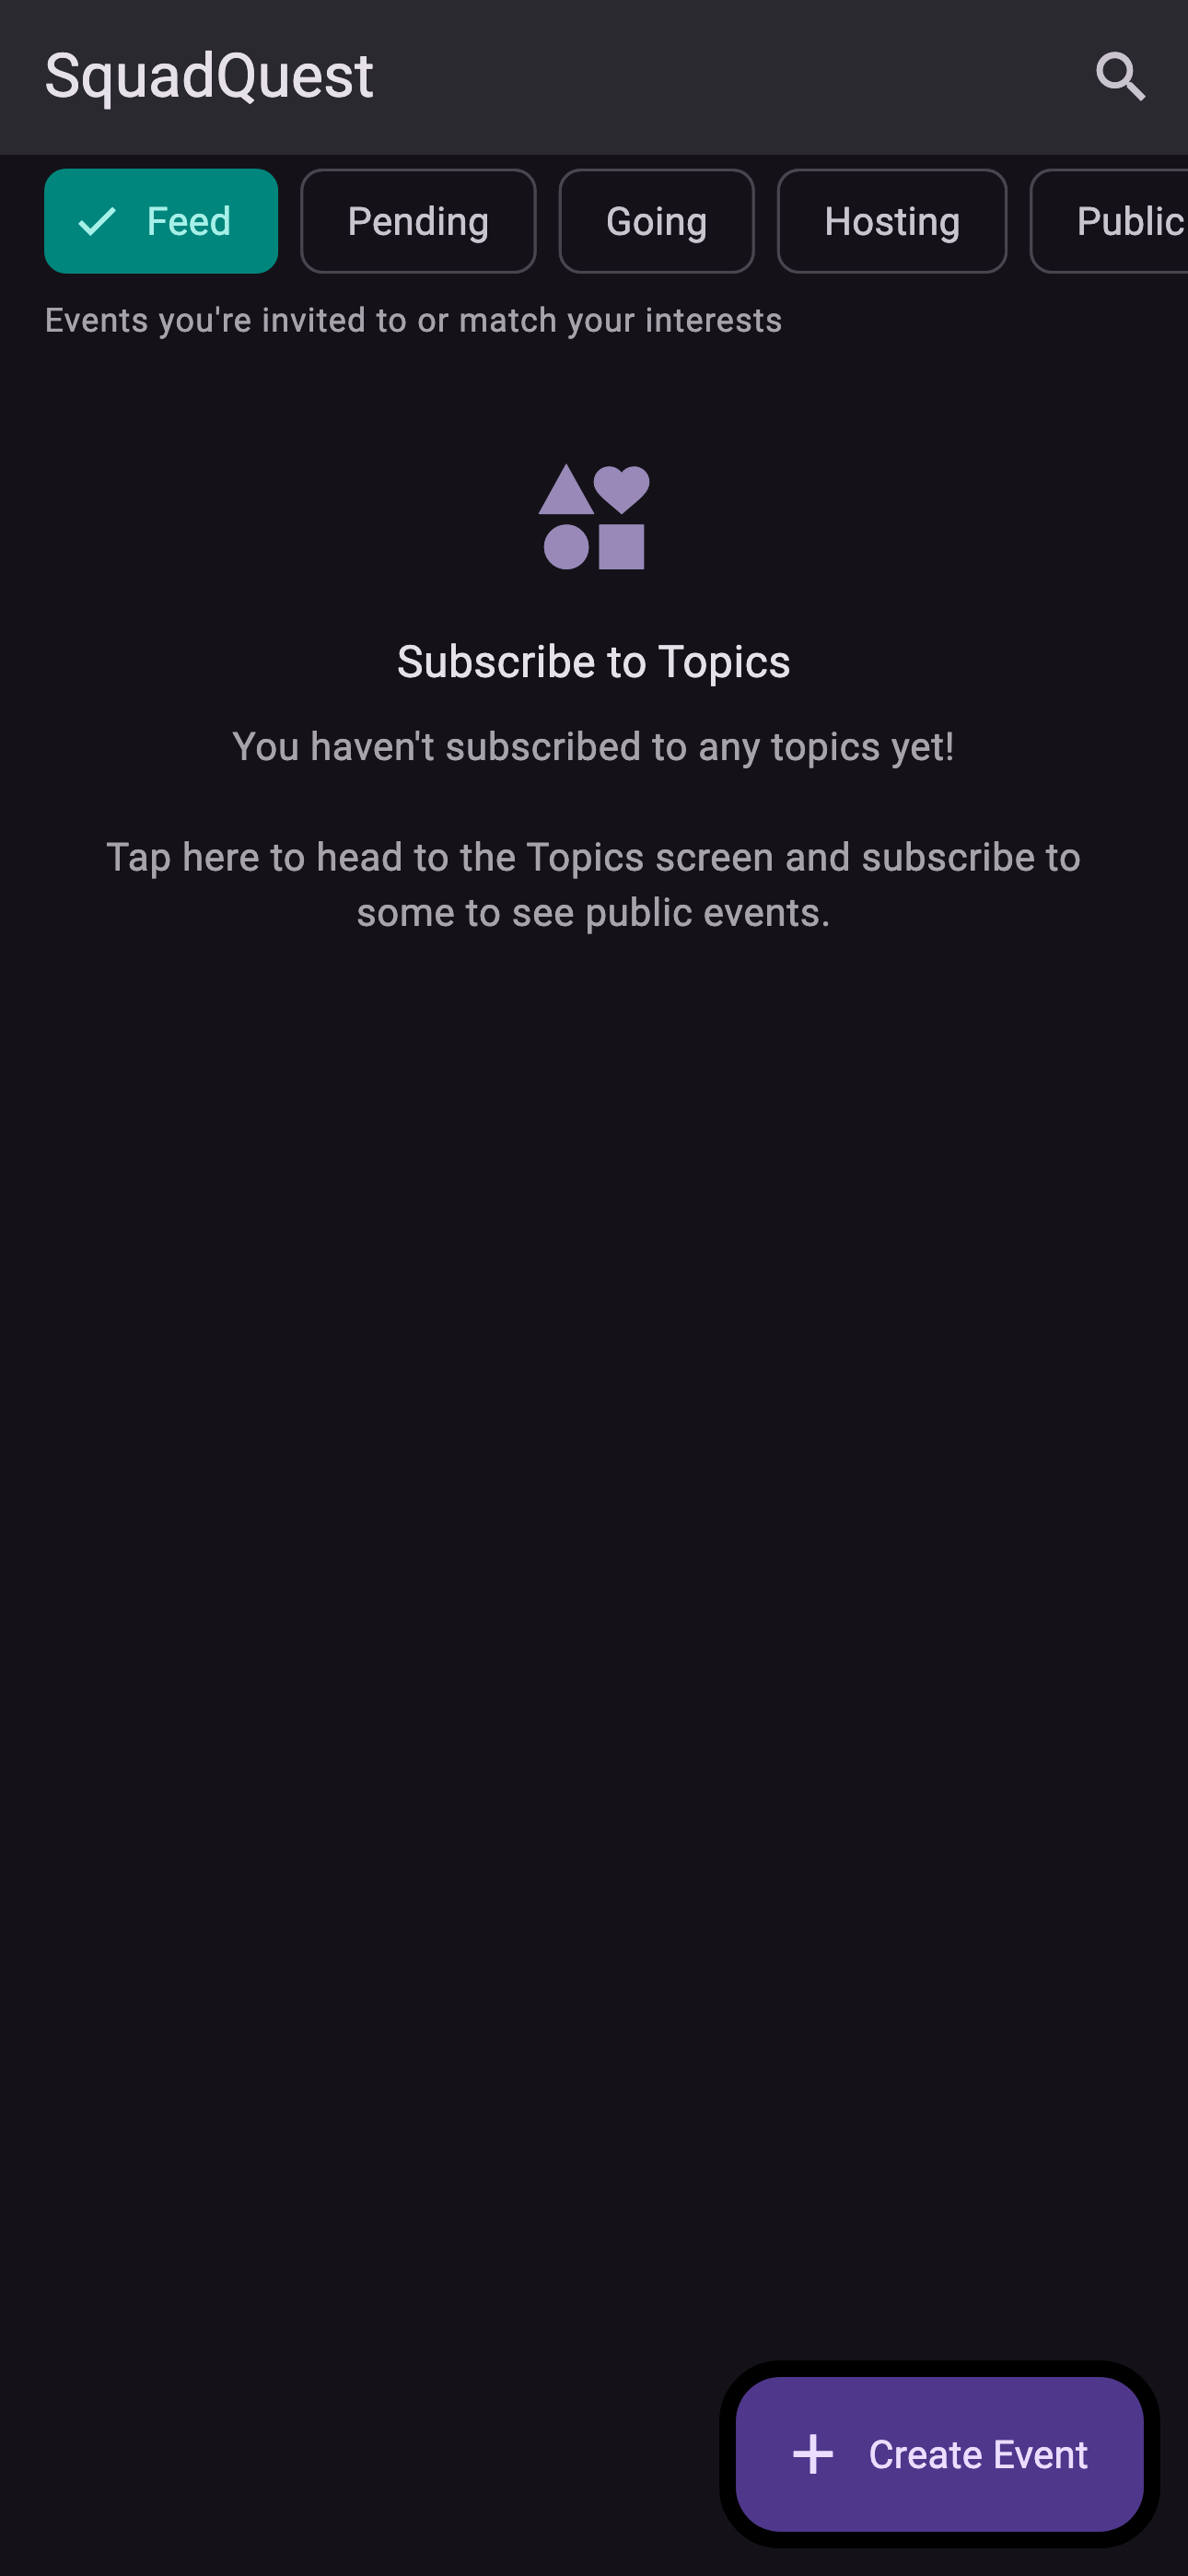 SquadQuest
Feed
Pending
Going
Hosting
Public
Events you're invited to or match your interests
Subscribe to Topics
You haven't subscribed to any topics yet!
Tap here to head to the Topics screen and subscribe to
some to see public events.
Create Event